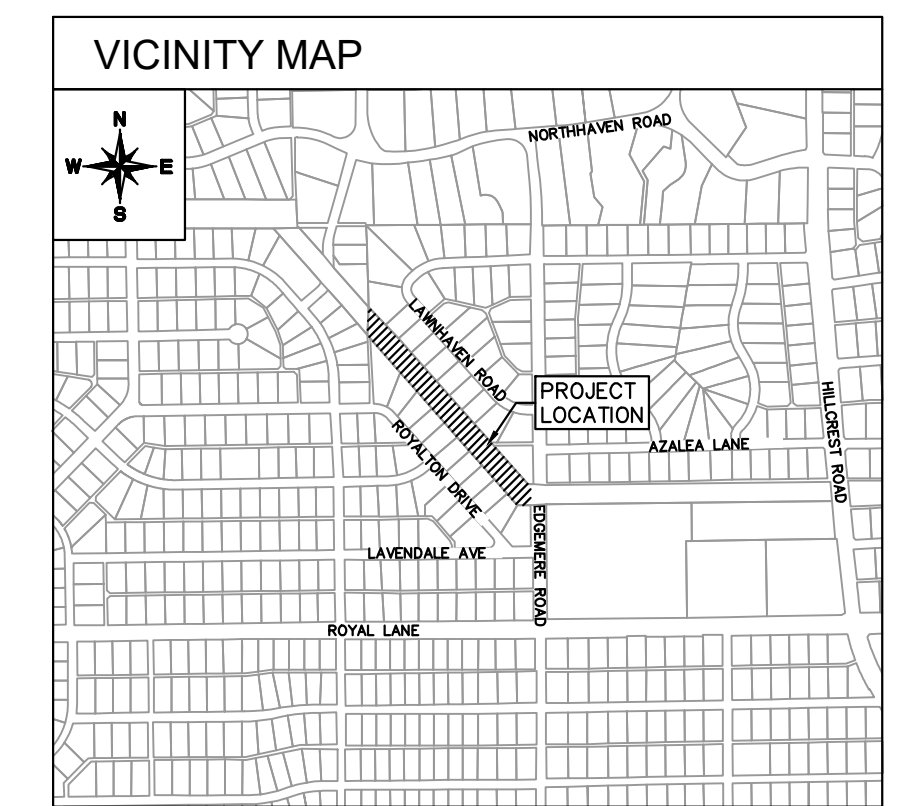 VICINITY MAP
N
W E
S
NORTHHAVEN ROAD
LAWNHAVEN ROAD
PROJECT
LOCATION
HILLCREST ROAD
AZALEA LANE
ROYALTON DRIVE
EDGEMERE ROAD
LAVENDALE AVE
ROYAL LANE